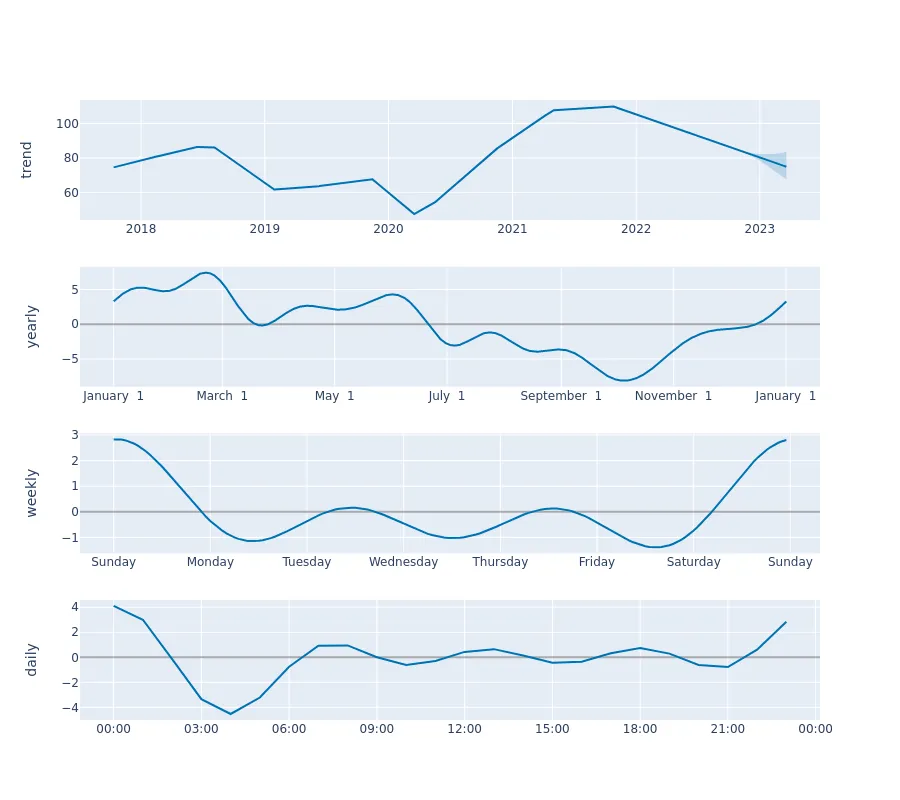 trend
100
80
60
2018 2019 2020 2021 2022 2023
yearly
5
0
−5
January 1 March 1 May 1 July 1 September 1 November 1 January 1
weekly
3
2
1
0
−1
Sunday Monday Tuesday Wednesday Thursday Friday Saturday Sunday
daily
4
2
0
−2
−4
00:00 03:00 06:00 09:00 12:00 15:00 18:00 21:00 00:00